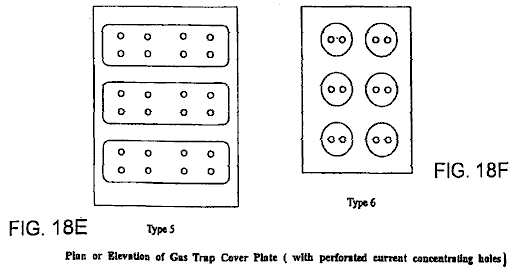 FIG. 18F
Type 6
FIG. 18E
Type 5
Plan or Elevation of Gas Trap Cover Plate ( with perforated current concentrating holes)